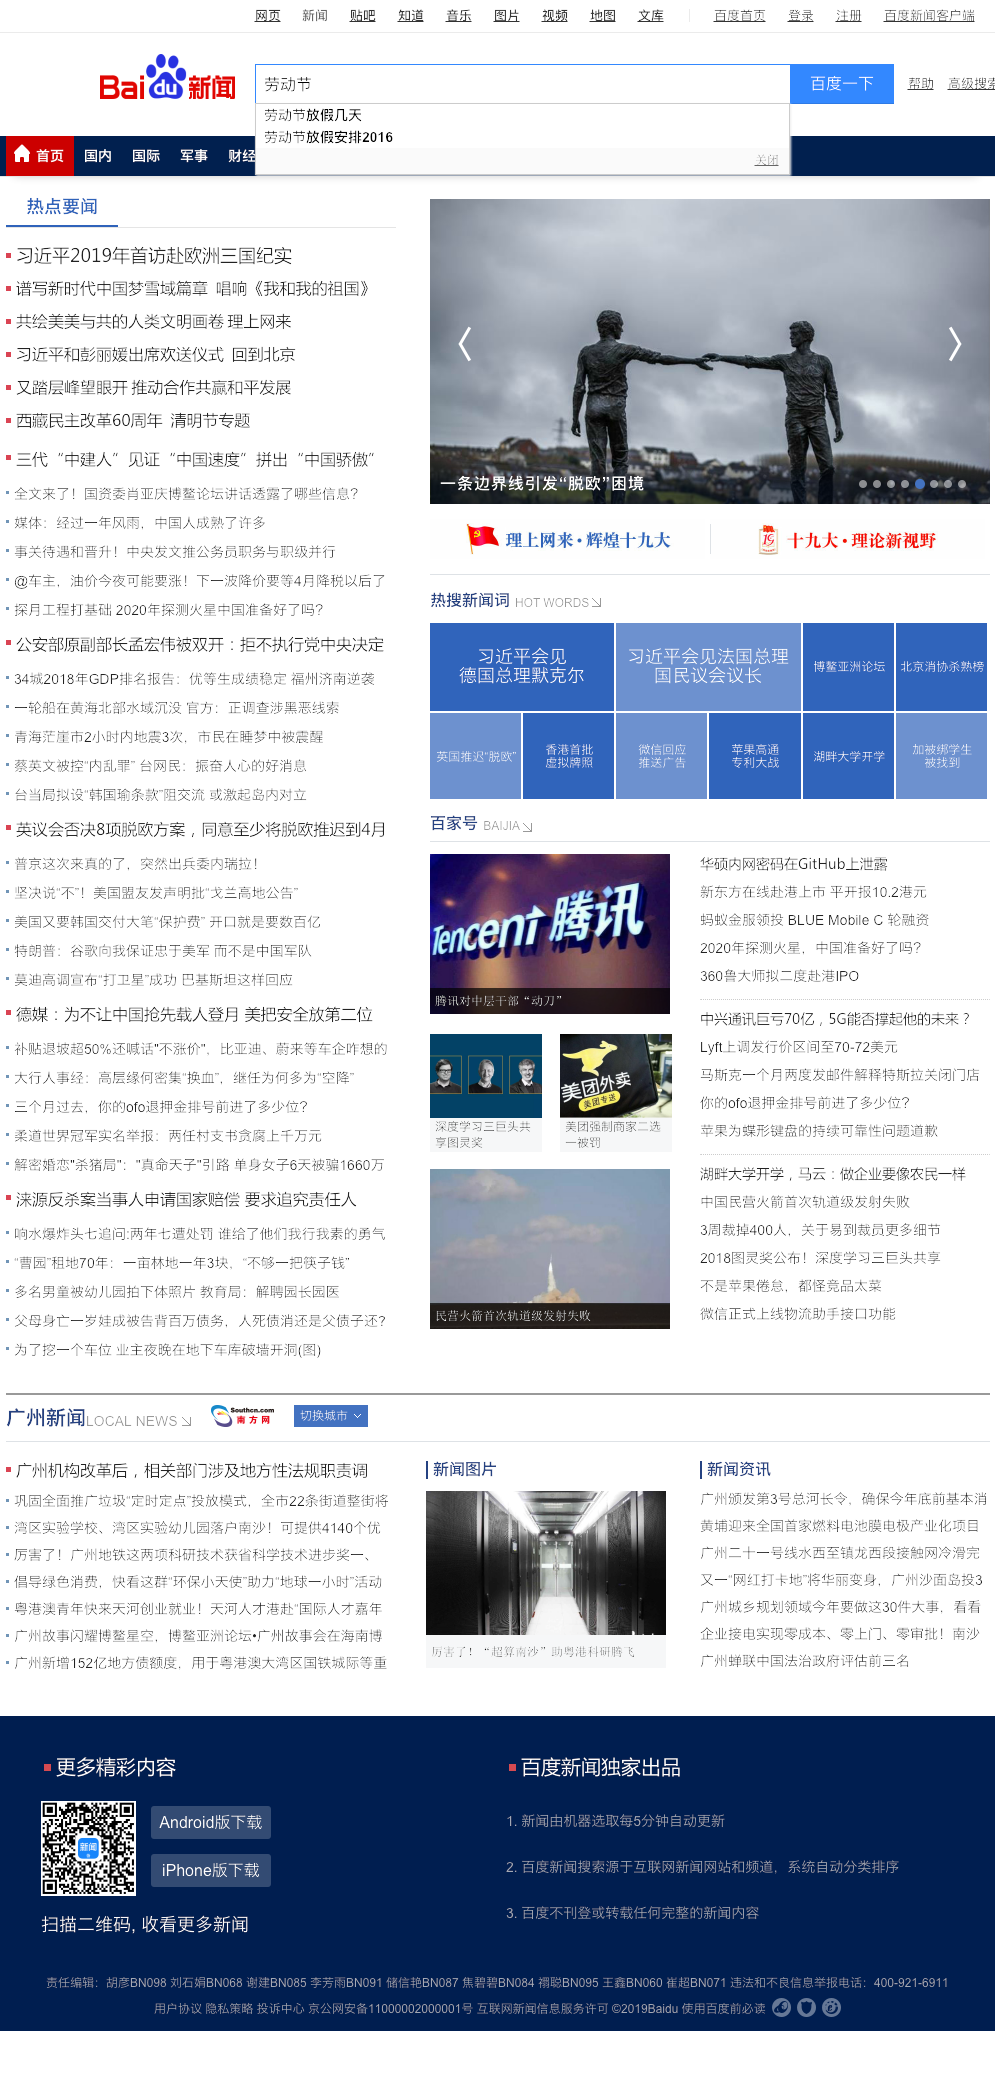 网页 新闻 贴吧 知道 音乐 图片 视频 地图 文库 百度首页 登录 注册 百度新闻客户端
Bai du 新闻
劳动节 百度一下 帮助 高级搜索
劳动节放假几天
劳动节放假安排2016
关闭
首页 国内 国际 军事 财经
热点要闻
习近平2019年首访赴欧洲三国纪实
谱写新时代中国梦雪域篇章 唱响《我和我的祖国》
共绘美美与共的人类文明画卷 理上网来
习近平和彭丽媛出席欢送仪式 回到北京
又踏层峰望眼开 推动合作共赢和平发展
西藏民主改革60周年 清明节专题
三代“中建人”见证“中国速度”拼出“中国骄傲”
全文来了！国资委肖亚庆博鳌论坛讲话透露了哪些信息？
媒体：经过一年风雨，中国人成熟了许多
事关待遇和晋升！中央发文推公务员职务与职级并行
@车主，油价今夜可能要涨！下一波降价要等4月降税以后了
探月工程打基础 2020年探测火星中国准备好了吗？
公安部原副部长孟宏伟被双开：拒不执行党中央决定
34城2018年GDP排名报告：优等生成绩稳定 福州济南逆袭
一轮船在黄海北部水域沉没 官方：正调查涉黑恶线索
青海茫崖市2小时内地震3次，市民在睡梦中被震醒
蔡英文被控“内乱罪” 台网民：振奋人心的好消息
台当局拟设“韩国瑜条款”阻交流 或激起岛内对立
英议会否决8项脱欧方案，同意至少将脱欧推迟到4月
普京这次来真的了，突然出兵委内瑞拉！
坚决说“不”！美国盟友发声明批“戈兰高地公告”
美国又要韩国交付大笔“保护费” 开口就是要数百亿
特朗普：谷歌向我保证忠于美军 而不是中国军队
莫迪高调宣布“打卫星”成功 巴基斯坦这样回应
德媒：为不让中国抢先载人登月 美把安全放第二位
补贴退坡超50%还喊话"不涨价"，比亚迪、蔚来等车企咋想的
大行人事经：高层缘何密集“换血”，继任为何多为“空降”
三个月过去，你的ofo退押金排号前进了多少位？
柔道世界冠军实名举报：两任村支书贪腐上千万元
解密婚恋"杀猪局"："真命天子"引路 单身女子6天被骗1660万
涞源反杀案当事人申请国家赔偿 要求追究责任人
响水爆炸头七追问:两年七遭处罚 谁给了他们我行我素的勇气
“曹园”租地70年：一亩林地一年3块，“不够一把筷子钱”
多名男童被幼儿园拍下体照片 教育局：解聘园长园医
父母身亡一岁娃成被告背百万债务，人死债消还是父债子还?
为了挖一个车位 业主夜晚在地下车库破墙开洞(图)
一条边界线引发“脱欧”困境
理上网来·辉煌十九大 十九大·理论新视野
热搜新闻词 HOT WORDS
习近平会见
德国总理默克尔
习近平会见法国总理
国民议会议长
博鳌亚洲论坛
北京消协杀熟榜
英国推迟“脱欧”
香港首批
虚拟牌照
微信回应
推送广告
苹果高通
专利大战
湖畔大学开学
加被绑学生
被找到
百家号 BAIJIA
Tencent 腾讯
腾讯对中层干部“动刀”
深度学习三巨头共
享图灵奖
美团外卖
美团专送
美团强制商家二选
一被罚
民营火箭首次轨道级发射失败
华硕内网密码在GitHub上泄露
新东方在线赴港上市 平开报10.2港元
蚂蚁金服领投 BLUE Mobile C 轮融资
2020年探测火星，中国准备好了吗？
360鲁大师拟二度赴港IPO
中兴通讯巨亏70亿，5G能否撑起他的未来？
Lyft上调发行价区间至70-72美元
马斯克一个月两度发邮件解释特斯拉关闭门店
你的ofo退押金排号前进了多少位？
苹果为蝶形键盘的持续可靠性问题道歉
湖畔大学开学，马云：做企业要像农民一样
中国民营火箭首次轨道级发射失败
3周裁掉400人，关于易到裁员更多细节
2018图灵奖公布！深度学习三巨头共享
不是苹果倦怠，都怪竞品太菜
微信正式上线物流助手接口功能
广州新闻LOCAL NEWS Southcn.com 南方网 切换城市
广州机构改革后，相关部门涉及地方性法规职责调
巩固全面推广垃圾“定时定点”投放模式，全市22条街道整街将
湾区实验学校、湾区实验幼儿园落户南沙！可提供4140个优
厉害了！广州地铁这两项科研技术获省科学技术进步奖一、
倡导绿色消费，快看这群“环保小天使”助力“地球一小时”活动
粤港澳青年快来天河创业就业！天河人才港赴“国际人才嘉年
广州故事闪耀博鳌星空，博鳌亚洲论坛•广州故事会在海南博
广州新增152亿地方债额度，用于粤港澳大湾区国铁城际等重
新闻图片
厉害了！“超算南沙”助粤港科研腾飞
新闻资讯
广州颁发第3号总河长令，确保今年底前基本消
黄埔迎来全国首家燃料电池膜电极产业化项目
广州二十一号线水西至镇龙西段接触网冷滑完
又一“网红打卡地”将华丽变身，广州沙面岛投3
广州城乡规划领域今年要做这30件大事，看看
企业接电实现零成本、零上门、零审批！南沙
广州蝉联中国法治政府评估前三名
更多精彩内容
新闻
Android版下载
iPhone版下载
扫描二维码, 收看更多新闻
百度新闻独家出品
1. 新闻由机器选取每5分钟自动更新
2. 百度新闻搜索源于互联网新闻网站和频道，系统自动分类排序
3. 百度不刊登或转载任何完整的新闻内容
责任编辑：胡彦BN098 刘石娟BN068 谢建BN085 李芳雨BN091 储信艳BN087 焦碧碧BN084 禤聪BN095 王鑫BN060 崔超BN071 违法和不良信息举报电话：400-921-6911
用户协议 隐私策略 投诉中心 京公网安备11000002000001号 互联网新闻信息服务许可 ©2019Baidu 使用百度前必读